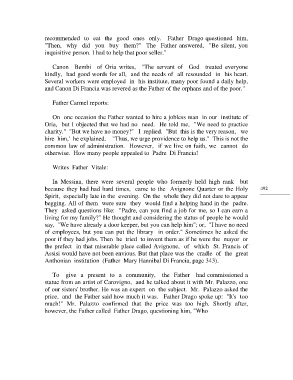 recommended to eat the good ones only. Father Drago questioned him,
"Then, why did you buy them?" The Father answered, "Be silent, you
inquisitive person. I had to help that poor seller."
Canon Bembi of Oria writes, "The servant of God treated everyone
kindly, had good words for all, and the needs of all resounded in his heart.
Several workers were employed in his institute, many poor found a daily help,
and Canon Di Francia was revered as the Father of the orphans and of the poor."
Father Carmel reports:
On one occasion the Father wanted to hire a jobless man in our institute of
Oria, but I objected that we had no need. He told me, "We need to practice
charity." "But we have no money!" I replied. "But this is the very reason, we
hire him," he explained. "Thus, we urge providence to help us." This is not the
common law of administration. However, if we live on faith, we cannot do
otherwise. How many people appealed to Padre Di Francia!
Writes Father Vitale:
In Messina, there were several people who formerly held high rank but
because they had had hard times, came to the Avignone Quarter or the Holy
Spirit, especially late in the evening. On the whole they did not dare to appear
begging. All of them were sure they would find a helping hand in the padre.
They asked questions like: "Padre, can you find a job for me, so I can earn a
living for my family?" He thought and considering the status of people he would
say, "We have already a door keeper, but you can help him"; or, "I have no need
of employees, but you can put the library in order." Sometimes he asked the
poor if they had jobs. Then he tried to invent them as if he were the mayor or
the prefect in that miserable place called Avignone, of which St. Francis of
Assisi would have not been envious. But that place was the cradle of the great
Anthonian institution (Father Mary Hannibal Di Francia, page 343).
To give a present to a community, the Father had commissioned a
statue from an artist of Carovigno, and he talked about it with Mr. Palazzo, one
of our sisters' brother. He was an expert on the subject. Mr. Palazzo asked the
price, and the Father said how much it was. Father Drago spoke up: "It's too
much!" Mr. Palazzo confirmed that the price was too high. Shortly after,
however, the Father called Father Drago, questioning him, "Who